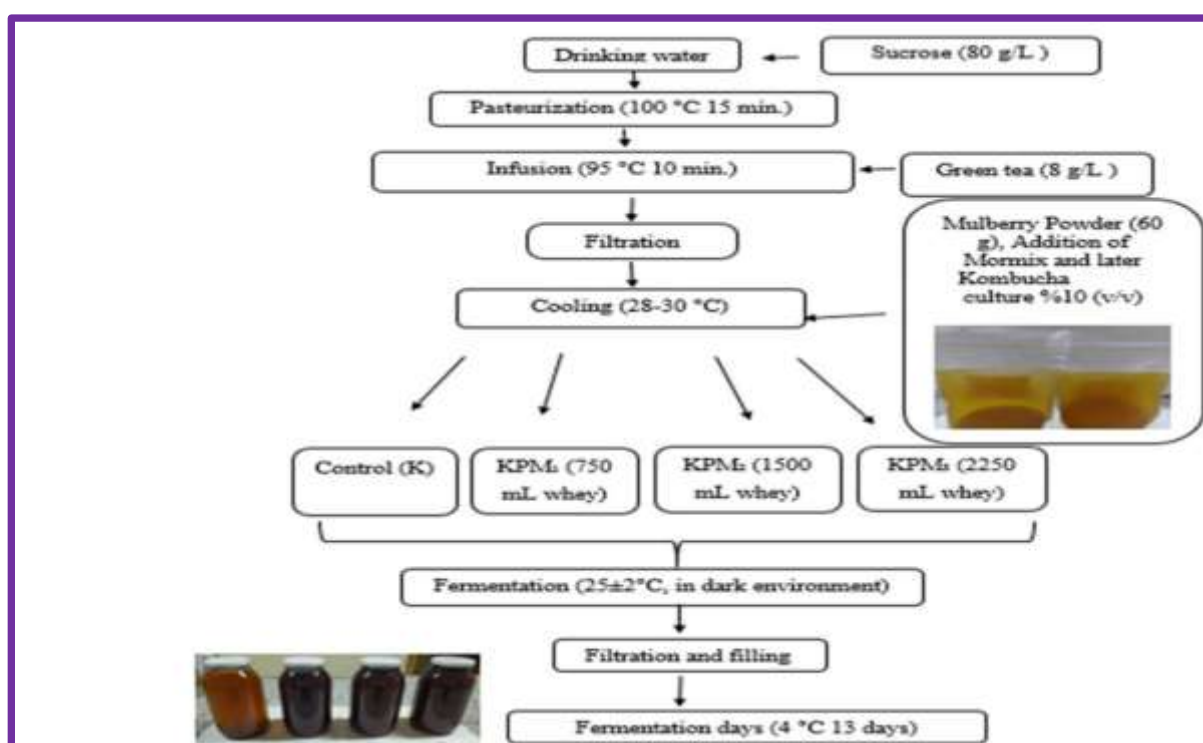 Drinking water
Sucrose (80 g/L )
Pasteurization (100 °C 15 min.)
Infusion (95 °C 10 min.)
Green tea (8 g/L )
Filtration
Mulberry Powder (60
g), Addition of
Mormix and later
Kombucha
culture %10 (v/v)
Cooling (28-30 °C)
Control (K)
KPM₁ (750
mL whey)
KPM₂ (1500
mL whey)
KPM₃ (2250
mL whey)
Fermentation (25±2°C, in dark environment)
Filtration and filling
Fermentation days (4 °C 13 days)